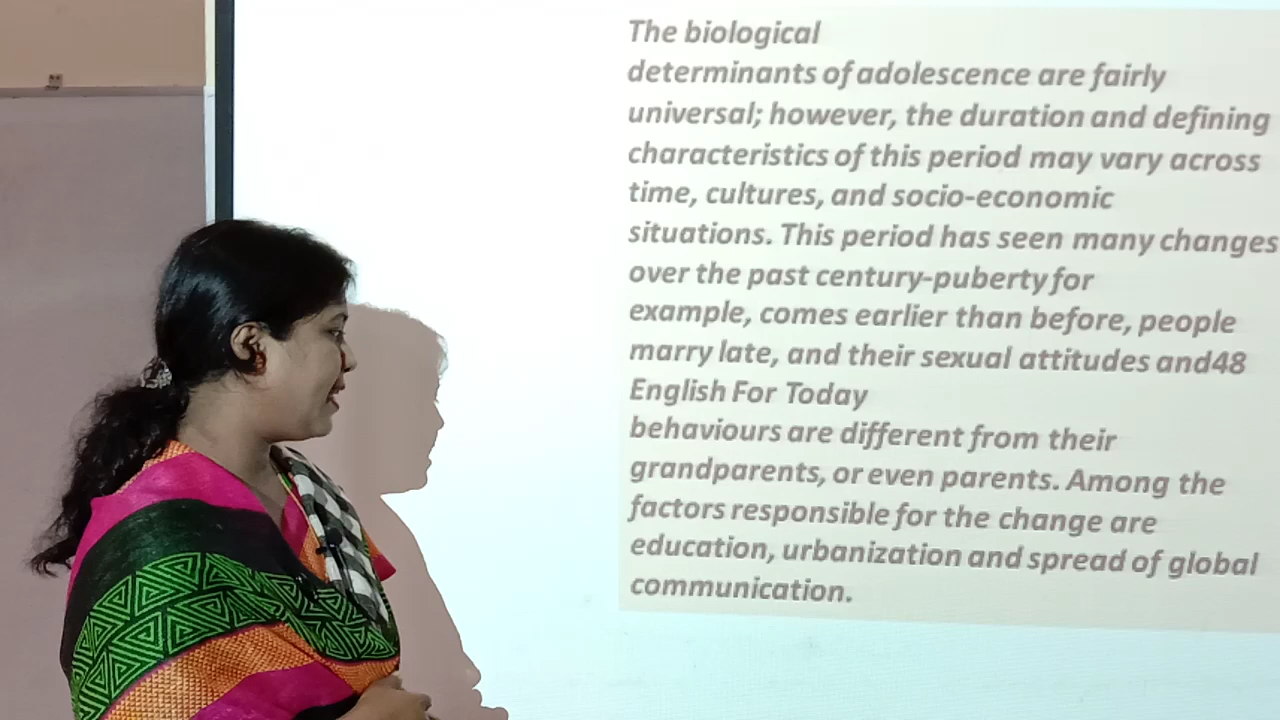 The biological
determinants of adolescence are fairly
universal; however, the duration and defining
characteristics of this period may vary across
time, cultures, and socio-economic
situations. This period has seen many changes
over the past century-puberty for
example, comes earlier than before, people
marry late, and their sexual attitudes and48
English For Today
behaviours are different from their
grandparents, or even parents. Among the
factors responsible for the change are
education, urbanization and spread of global
communication.